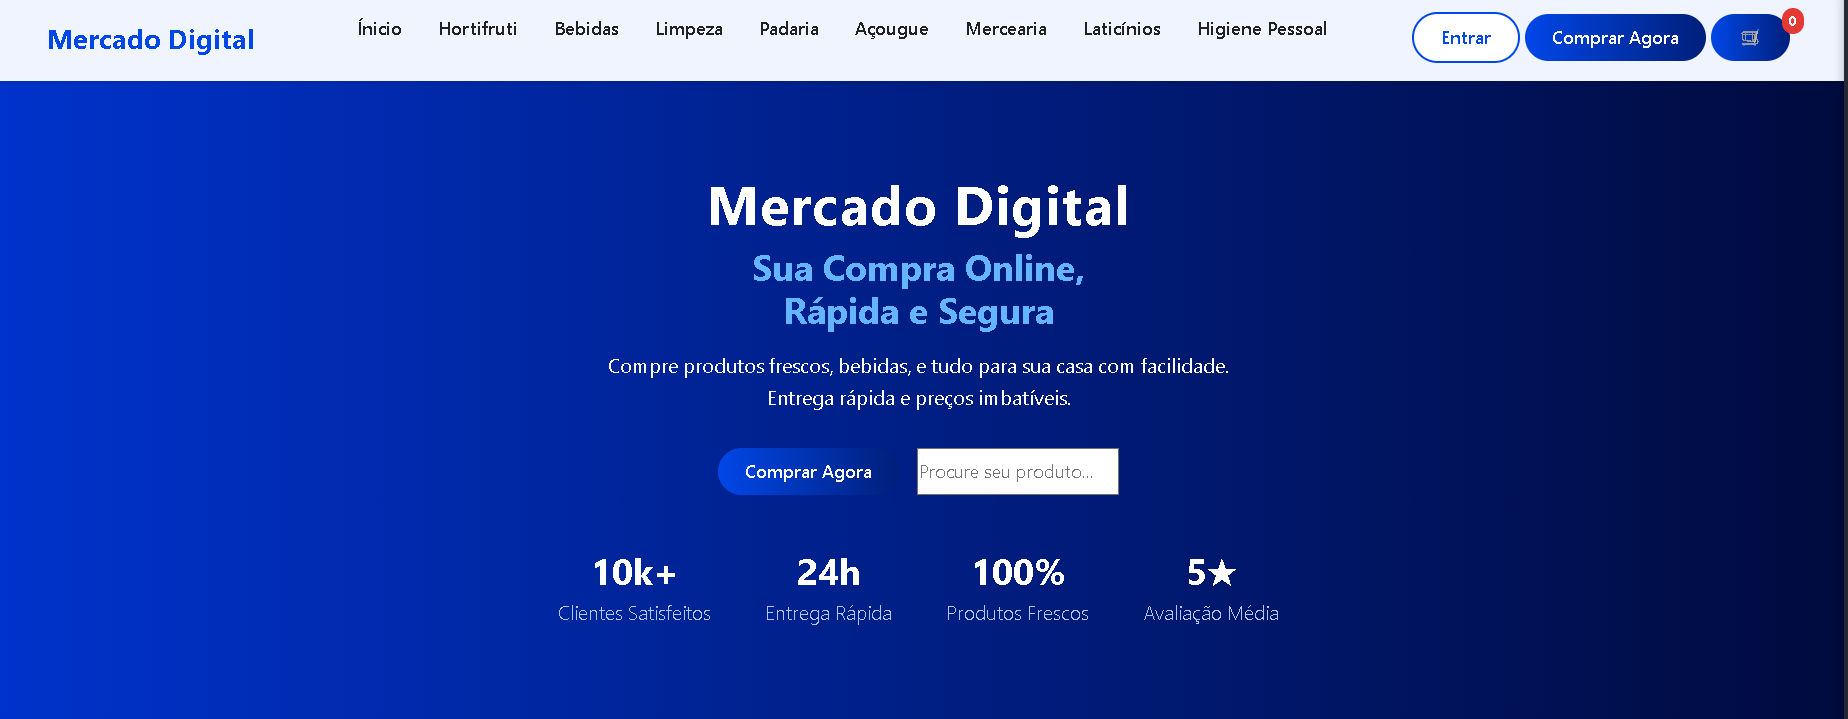 Mercado Digital
Ínicio Hortifruti Bebidas Limpeza Padaria Açougue Mercearia Laticínios Higiene Pessoal
Entrar Comprar Agora 0
Mercado Digital
Sua Compra Online,
Rápida e Segura
Compre produtos frescos, bebidas, e tudo para sua casa com facilidade.
Entrega rápida e preços imbatíveis.
Comprar Agora Procure seu produto...
10k+ 24h 100% 5★
Clientes Satisfeitos Entrega Rápida Produtos Frescos Avaliação Média